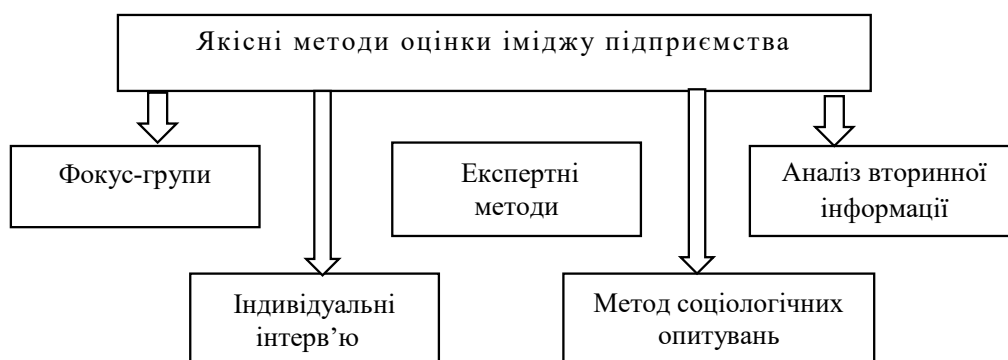 Якісні методи оцінки іміджу підприємства
Фокус-групи
Експертні
методи
Аналіз вторинної
інформації
Індивідуальні
інтерв’ю
Метод соціологічних
опитувань